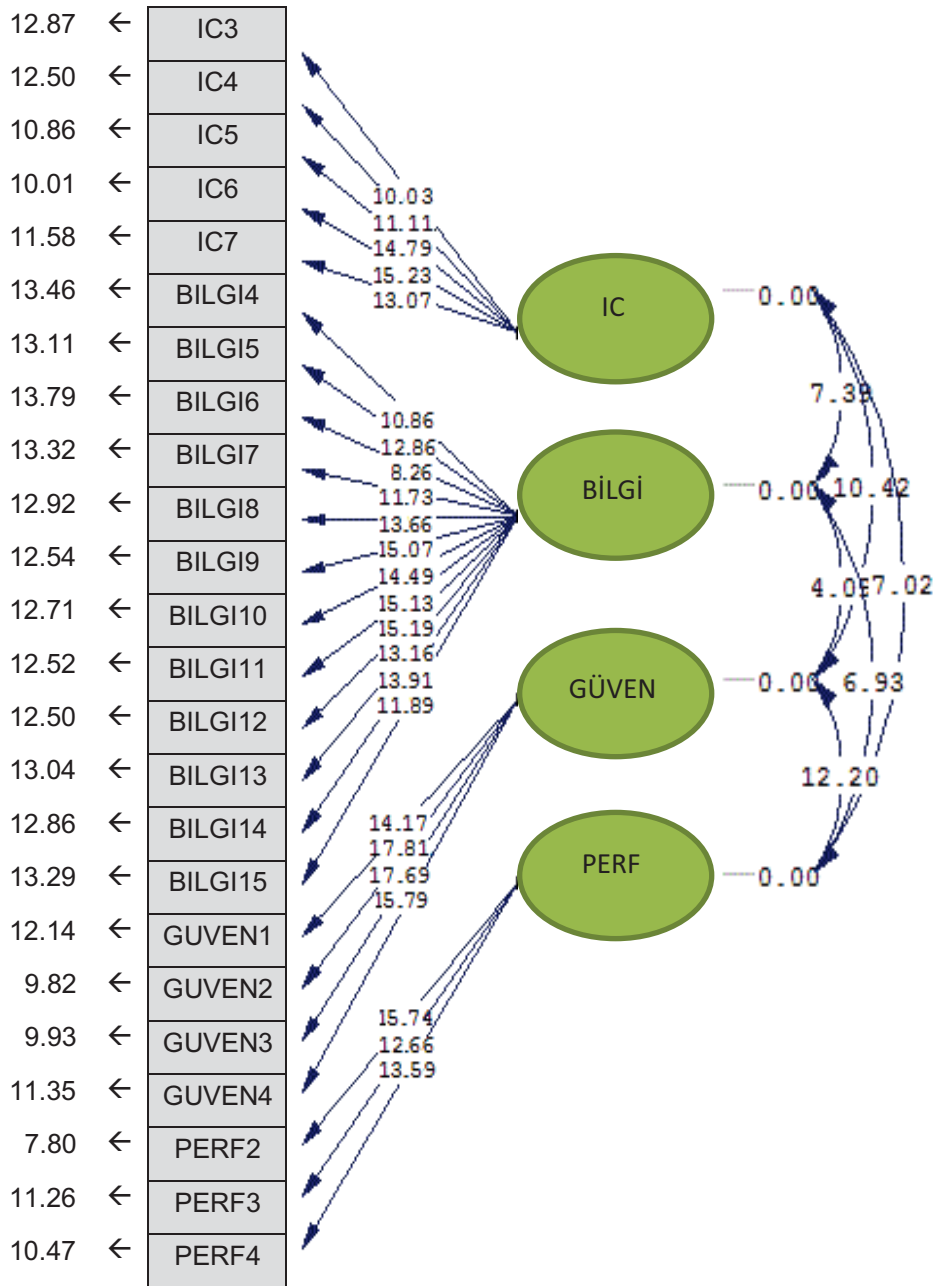 12.87 ← IC3
12.50 ← IC4
10.86 ← IC5
10.01 ← IC6
11.58 ← IC7
13.46 ← BILGI4
13.11 ← BILGI5
13.79 ← BILGI6
13.32 ← BILGI7
12.92 ← BILGI8
12.54 ← BILGI9
12.71 ← BILGI10
12.52 ← BILGI11
12.50 ← BILGI12
13.04 ← BILGI13
12.86 ← BILGI14
13.29 ← BILGI15
12.14 ← GUVEN1
9.82 ← GUVEN2
9.93 ← GUVEN3
11.35 ← GUVEN4
7.80 ← PERF2
11.26 ← PERF3
10.47 ← PERF4
10.03
11.11
14.79
15.23
13.07
10.86
12.86
8.26
11.73
13.66
15.07
14.49
15.13
15.19
13.16
13.91
11.89
14.17
17.81
17.69
15.79
15.74
12.66
13.59
IC
BİLGİ
GÜVEN
PERF
0.00
0.00
0.00
0.00
10.42
7.02
6.93
12.20